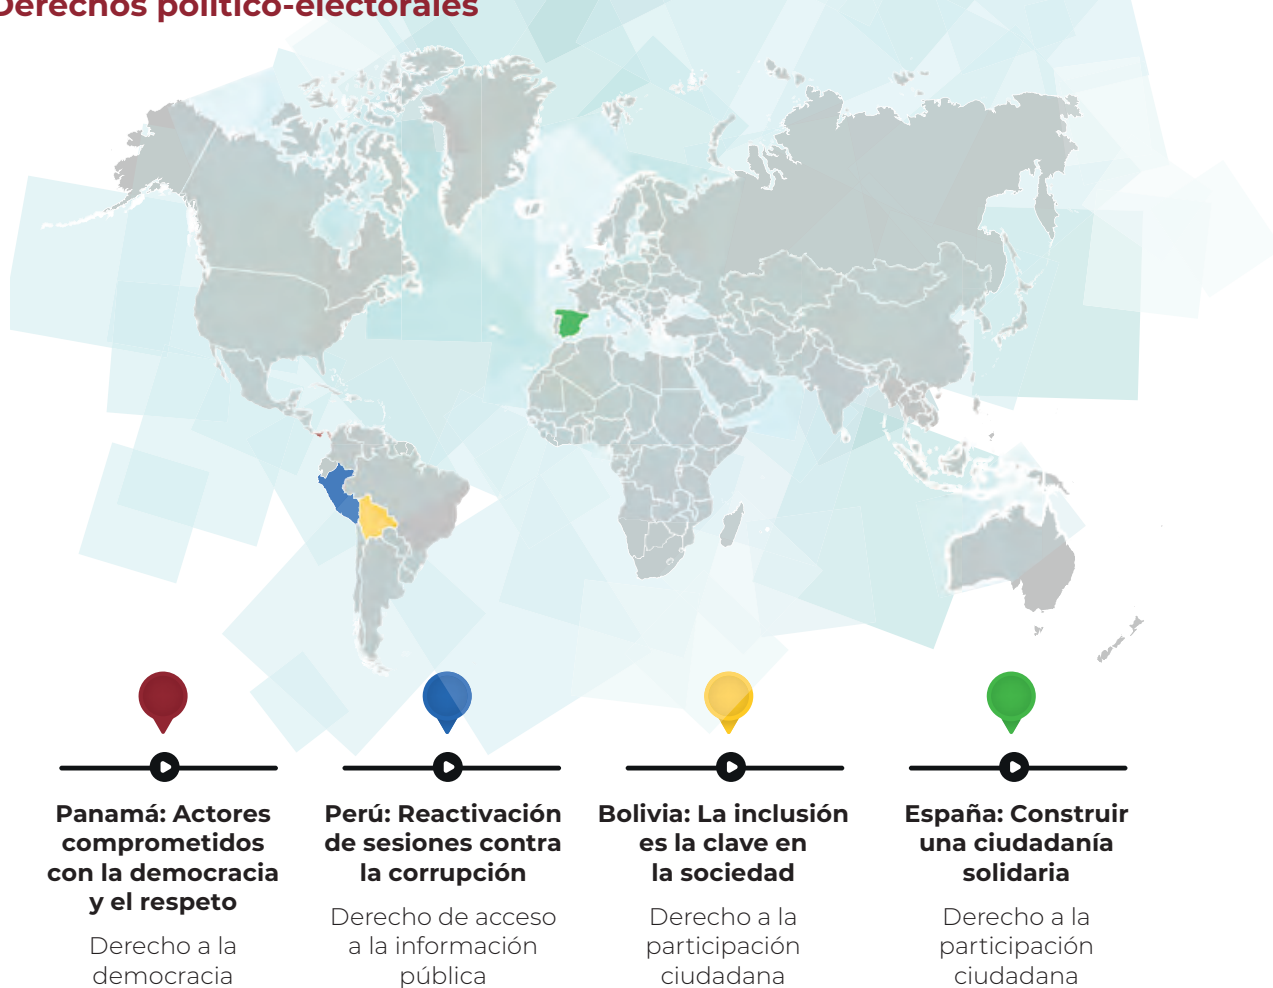 Derechos político-electorales
Panamá: Actores
comprometidos
con la democracia
y el respeto
Derecho a la
democracia
Perú: Reactivación
de sesiones contra
la corrupción
Derecho de acceso
a la información
pública
Bolivia: La inclusión
es la clave en
la sociedad
Derecho a la
participación
ciudadana
España: Construir
una ciudadanía
solidaria
Derecho a la
participación
ciudadana